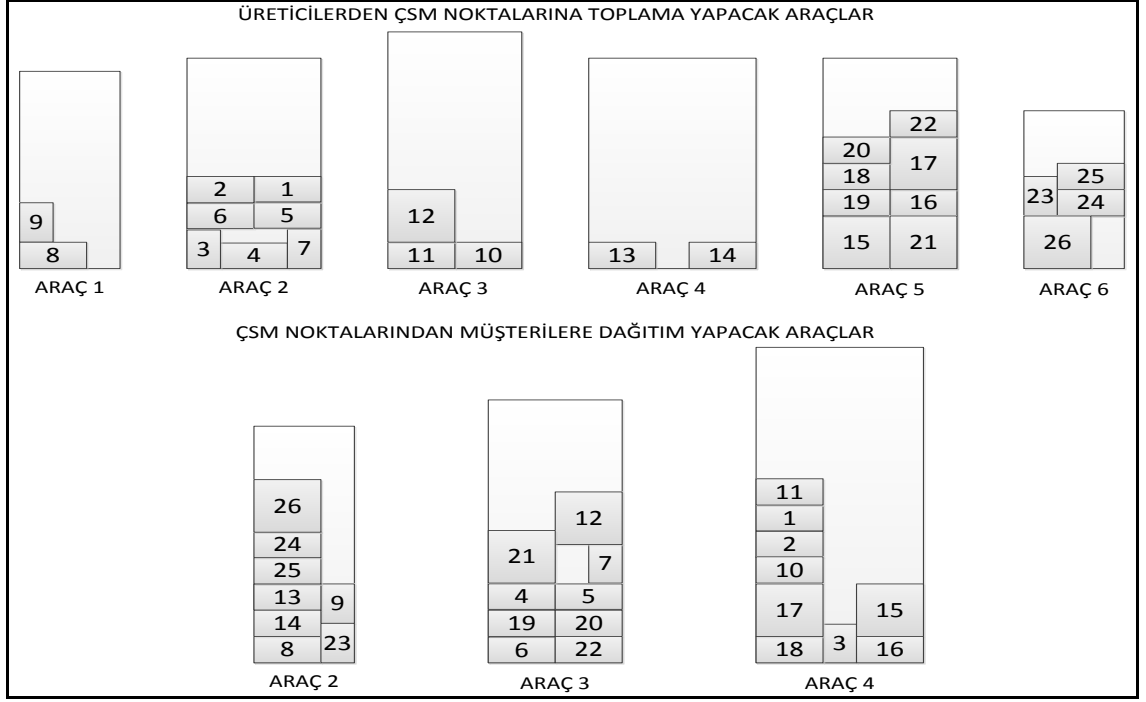 ÜRETİCİLERDEN ÇSM NOKTALARINA TOPLAMA YAPACAK ARAÇLAR
9
8
ARAÇ 1
2 1
6 5
3 4 7
ARAÇ 2
12
11 10
ARAÇ 3
13 14
ARAÇ 4
22
20 17
18
19 16
15 21
ARAÇ 5
25
23 24
26
ARAÇ 6
ÇSM NOKTALARINDAN MÜŞTERİLERE DAĞITIM YAPACAK ARAÇLAR
26
24
25
13 9
14
8 23
ARAÇ 2
12
21 7
4 5
19 20
6 22
ARAÇ 3
11
1
2
10
17 15
18 3 16
ARAÇ 4